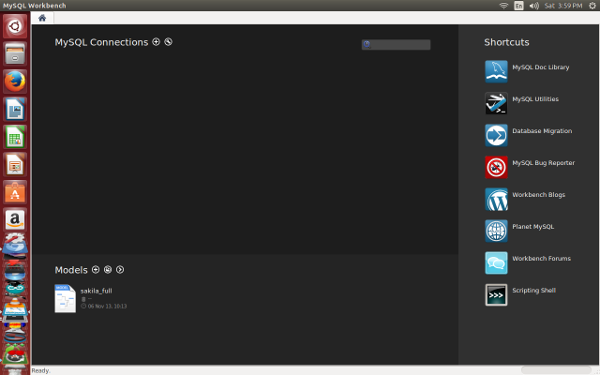 MySQL Workbench
En
Sat 3:59 PM
MySQL Connections
Shortcuts
MySQL Doc Library
MySQL Utilities
Database Migration
MySQL Bug Reporter
Workbench Blogs
Planet MySQL
Workbench Forums
Scripting Shell
>>>
Models
sakila_full
--
06 Nov 13, 16:13
Ready.